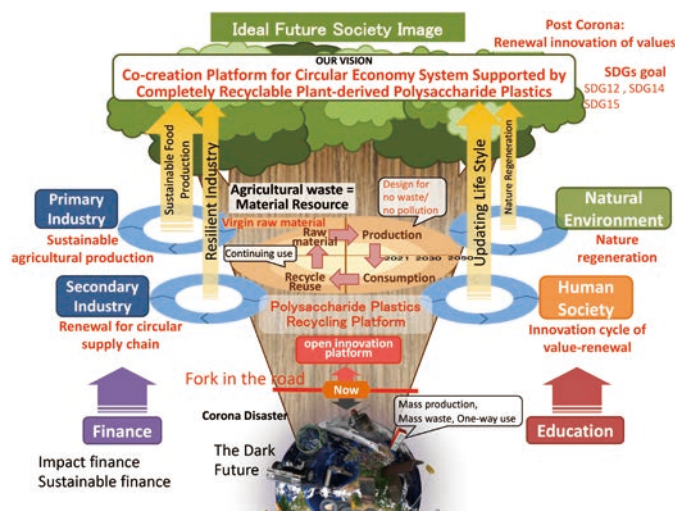 Ideal Future Society Image
Post Corona:
Renewal innovation of values
OUR VISION
Co-creation Platform for Circular Economy System Supported by
Completely Recyclable Plant-derived Polysaccharide Plastics
SDGs goal
SDG12 , SDG14
SDG15
Sustainable Food
Production
Resilient Industry
Updating Life Style
Nature Regeneration
Agricultural waste =
Material Resource
Design for
no waste/
no pollution
Primary
Industry
Sustainable
agricultural production
Natural
Environment
Nature
regeneration
Virgin raw material
Raw
material
Production
Continuing use
2021 2030 2050
Recycle
Reuse
Consumption
Secondary
Industry
Renewal for circular
supply chain
Human
Society
Innovation cycle of
value-renewal
Polysaccharide Plastics
Recycling Platform
open innovation
platform
Fork in the road
Now
Corona Disaster
Mass production,
Mass waste, One-way use
The Dark
Future
Finance
Impact finance
Sustainable finance
Education